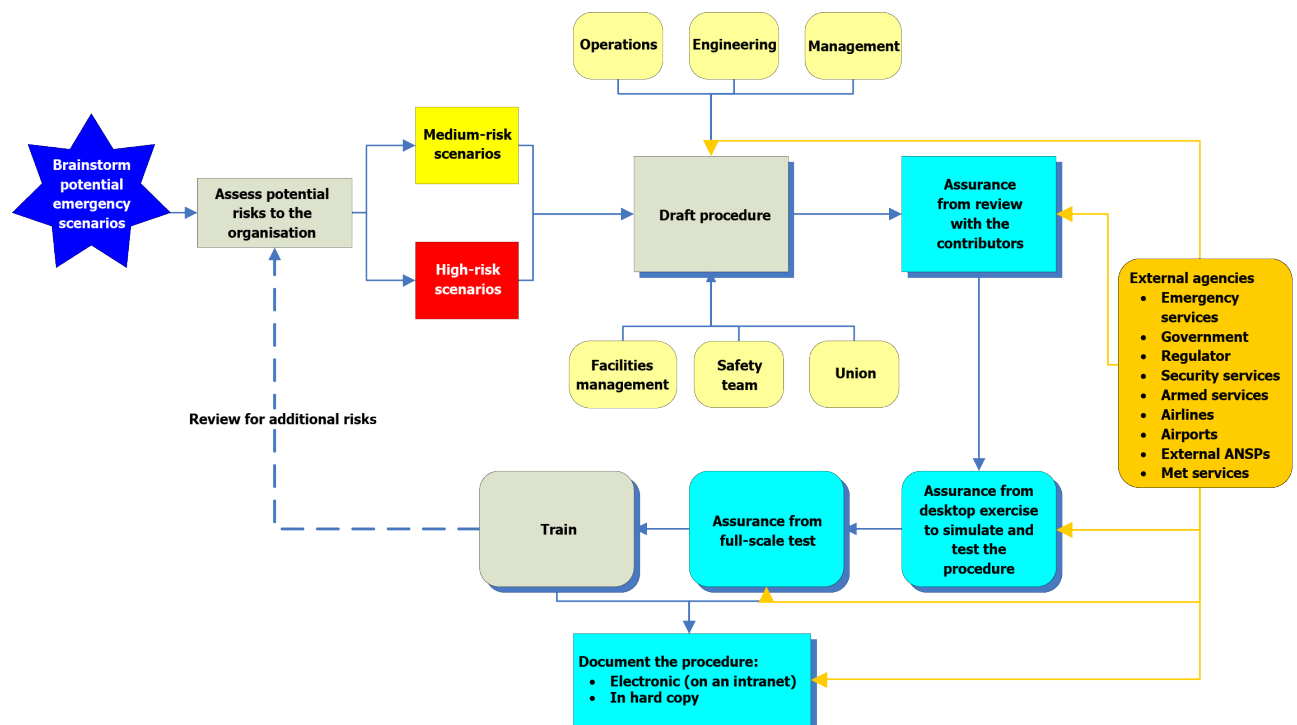 Operations
Engineering
Management
Brainstorm
potential
emergency
scenarios
Assess potential
risks to the
organisation
Medium-risk
scenarios
High-risk
scenarios
Draft procedure
Assurance
from review
with the
contributors
External agencies
• Emergency
services
• Government
• Regulator
• Security services
• Armed services
• Airlines
• Airports
• External ANSPs
• Met services
Facilities
management
Safety
team
Union
Review for additional risks
Train
Assurance from
full-scale test
Assurance from
desktop exercise
to simulate and
test the
procedure
Document the procedure:
• Electronic (on an intranet)
• In hard copy